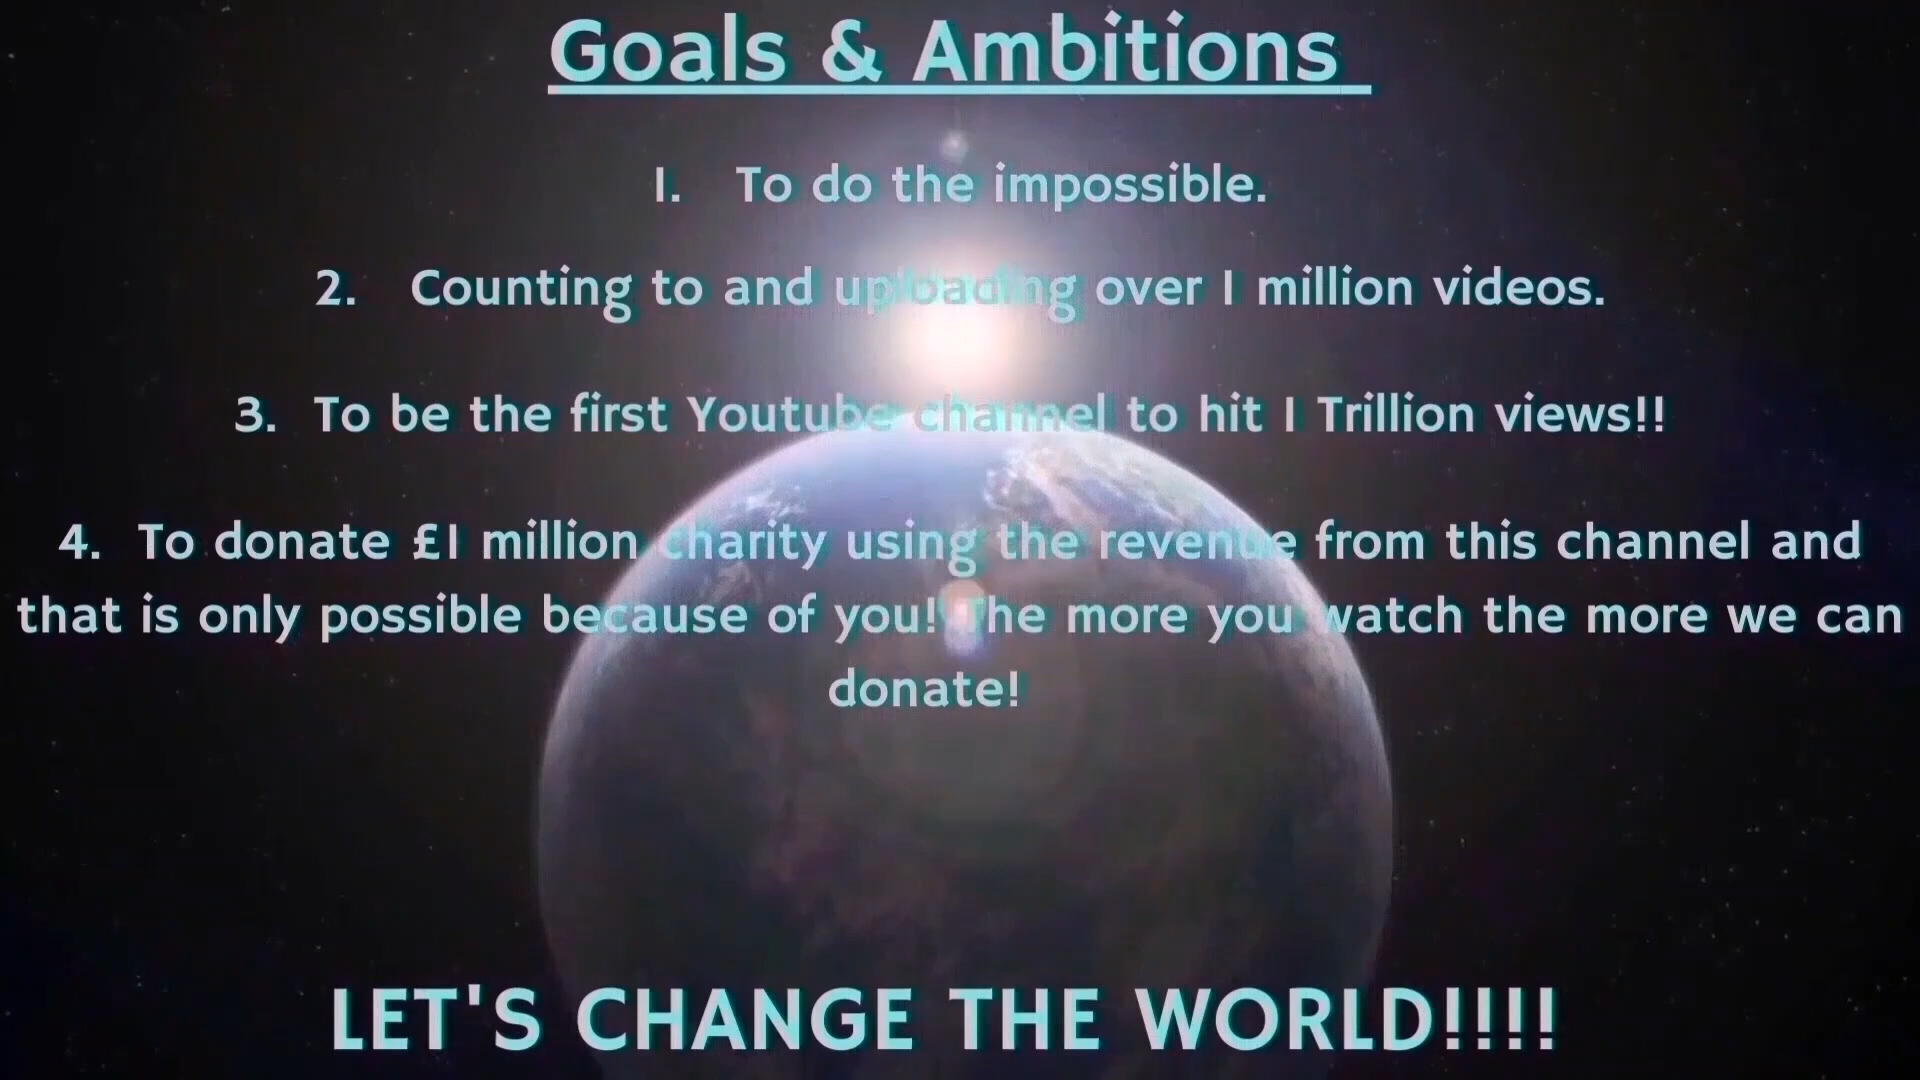 Goals & Ambitions
1. To do the impossible.
2. Counting to and uploading over 1 million videos.
3. To be the first Youtube channel to hit 1 Trillion views!!
4. To donate £1 million charity using the revenue from this channel and
that is only possible because of you! The more you watch the more we can
donate!
LET'S CHANGE THE WORLD!!!!